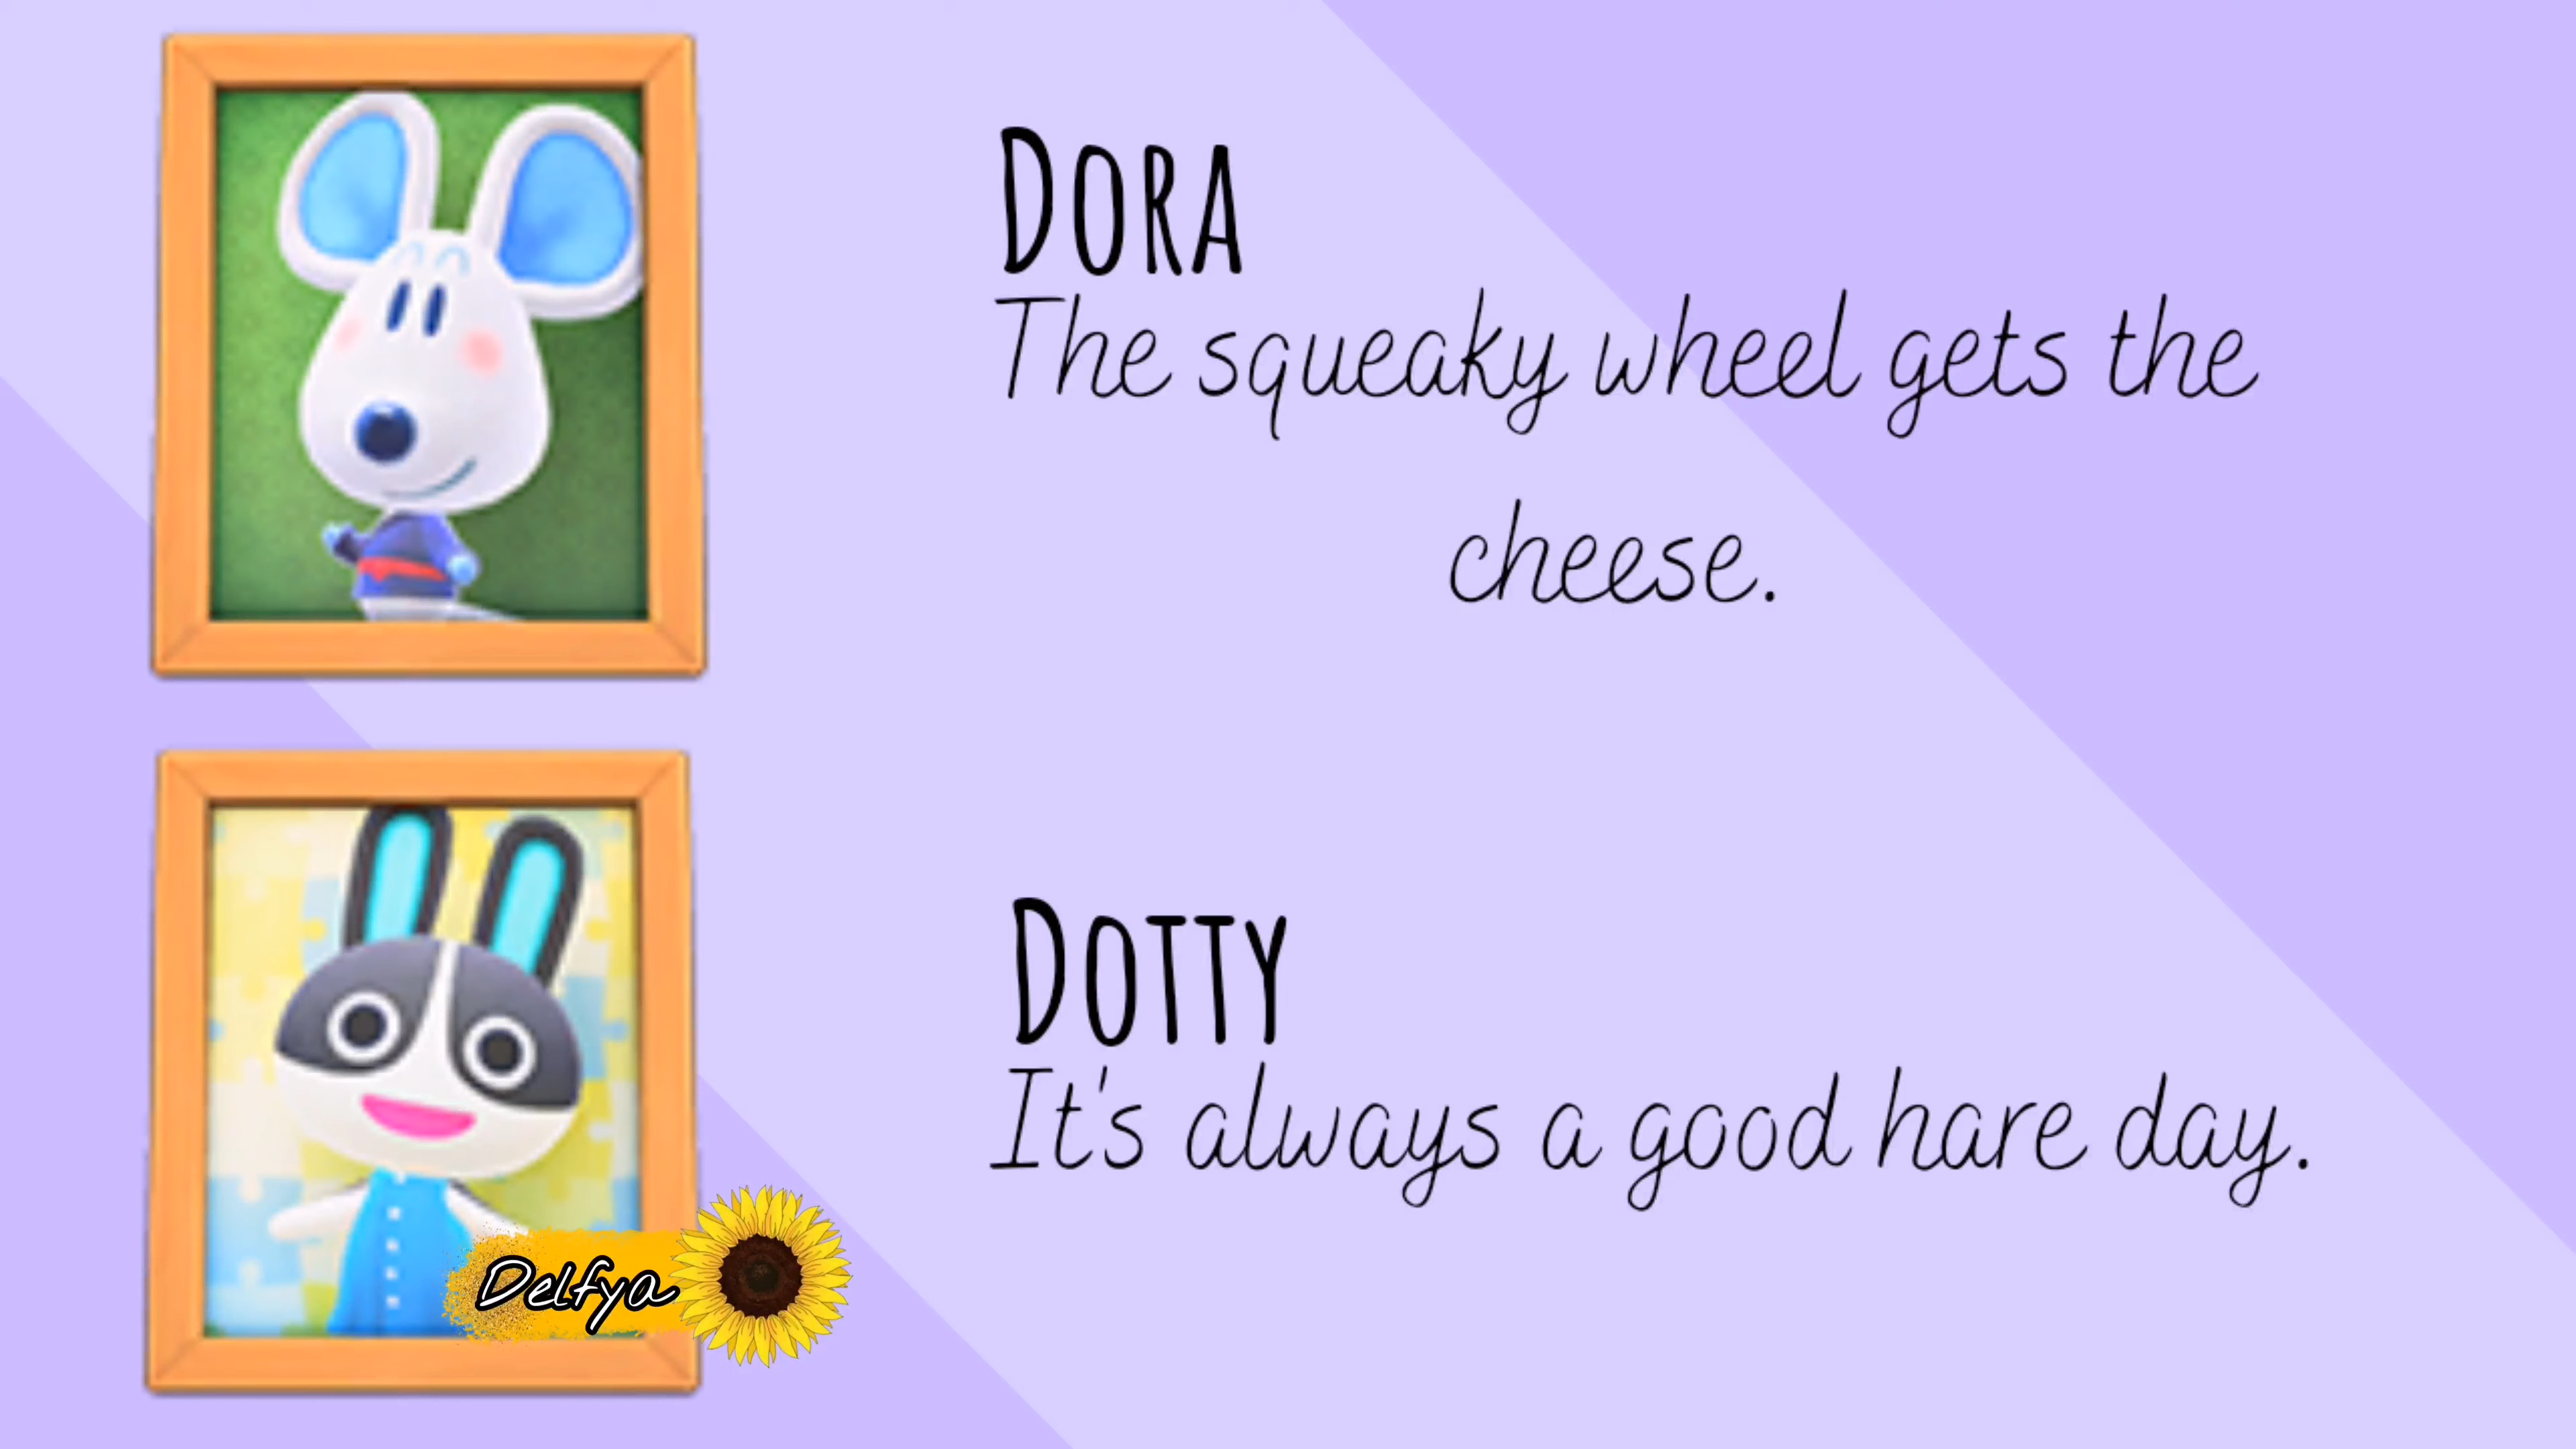 Dora
The squeaky wheel gets the
cheese.
Dotty
It's always a good hare day.
Delfya